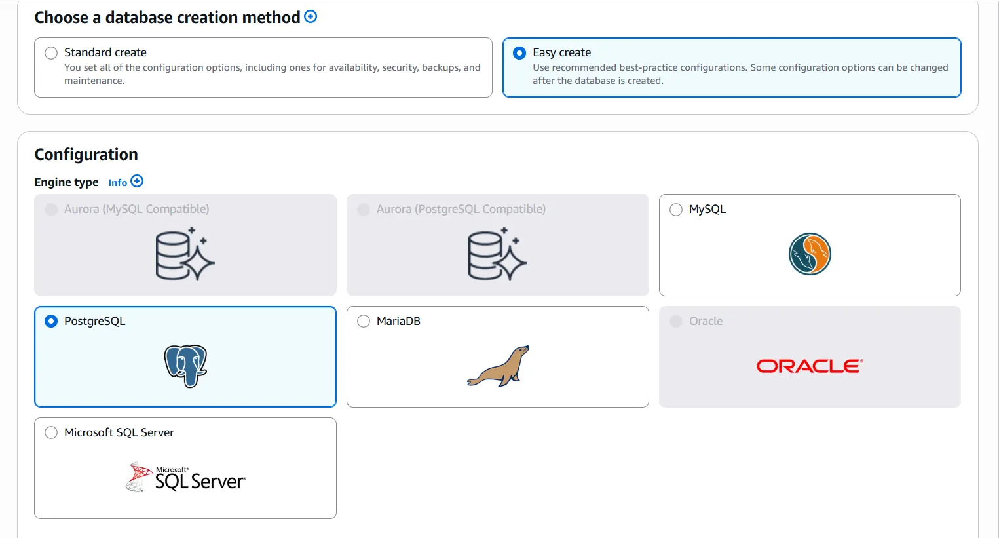 Choose a database creation method
Standard create
You set all of the configuration options, including ones for availability, security, backups, and
maintenance.
Easy create
Use recommended best-practice configurations. Some configuration options can be changed
after the database is created.
Configuration
Engine type Info
Aurora (MySQL Compatible)
Aurora (PostgreSQL Compatible)
MySQL
PostgreSQL
MariaDB
Oracle
ORACLE®
Microsoft SQL Server
Microsoft®
SQL Server®